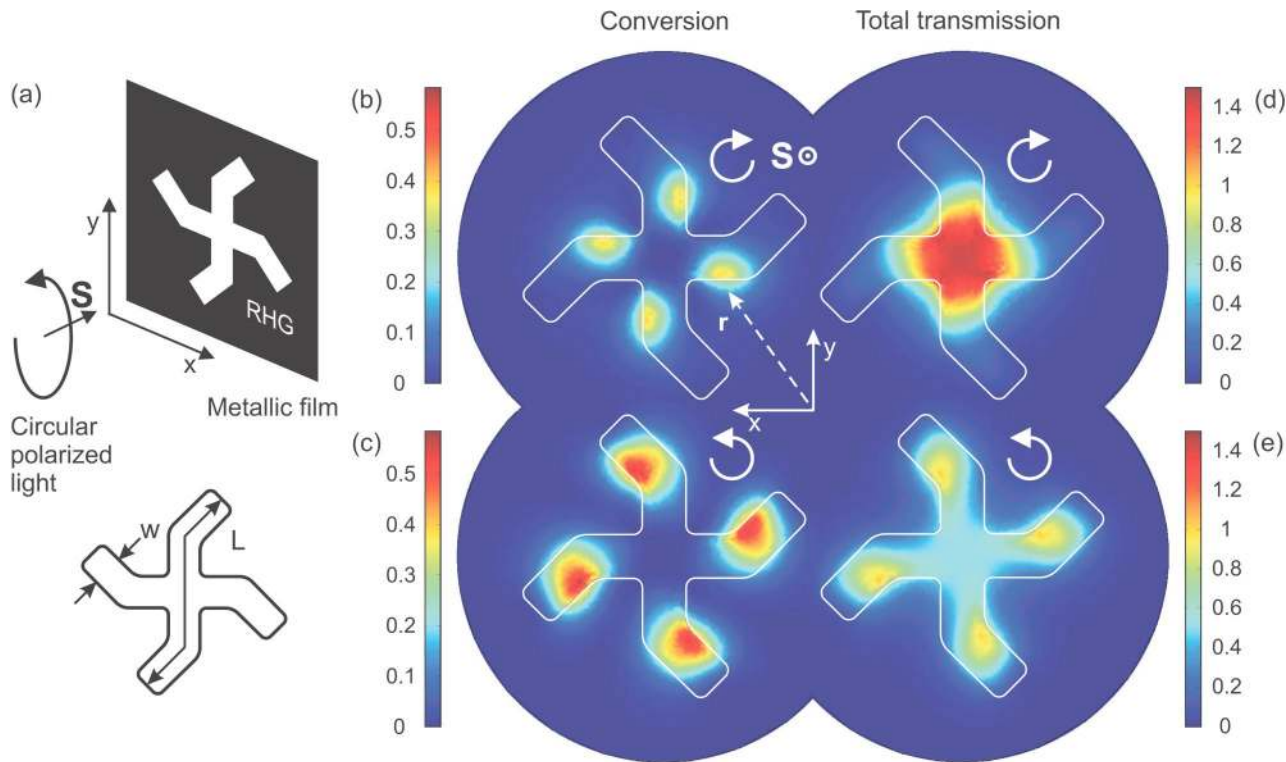 Conversion
Total transmission
(a)
y
S
x
RHG
Metallic film
Circular
polarized
light
w
L
(b)
0.5
0.4
0.3
0.2
0.1
0
S
r
y
x
(d)
1.4
1.2
1
0.8
0.6
0.4
0.2
0
(c)
0.5
0.4
0.3
0.2
0.1
0
(e)
1.4
1.2
1
0.8
0.6
0.4
0.2
0